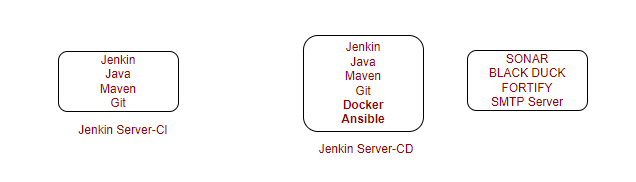 Jenkin
Java
Maven
Git
Jenkin Server-CI
Jenkin
Java
Maven
Git
Docker
Ansible
Jenkin Server-CD
SONAR
BLACK DUCK
FORTIFY
SMTP Server